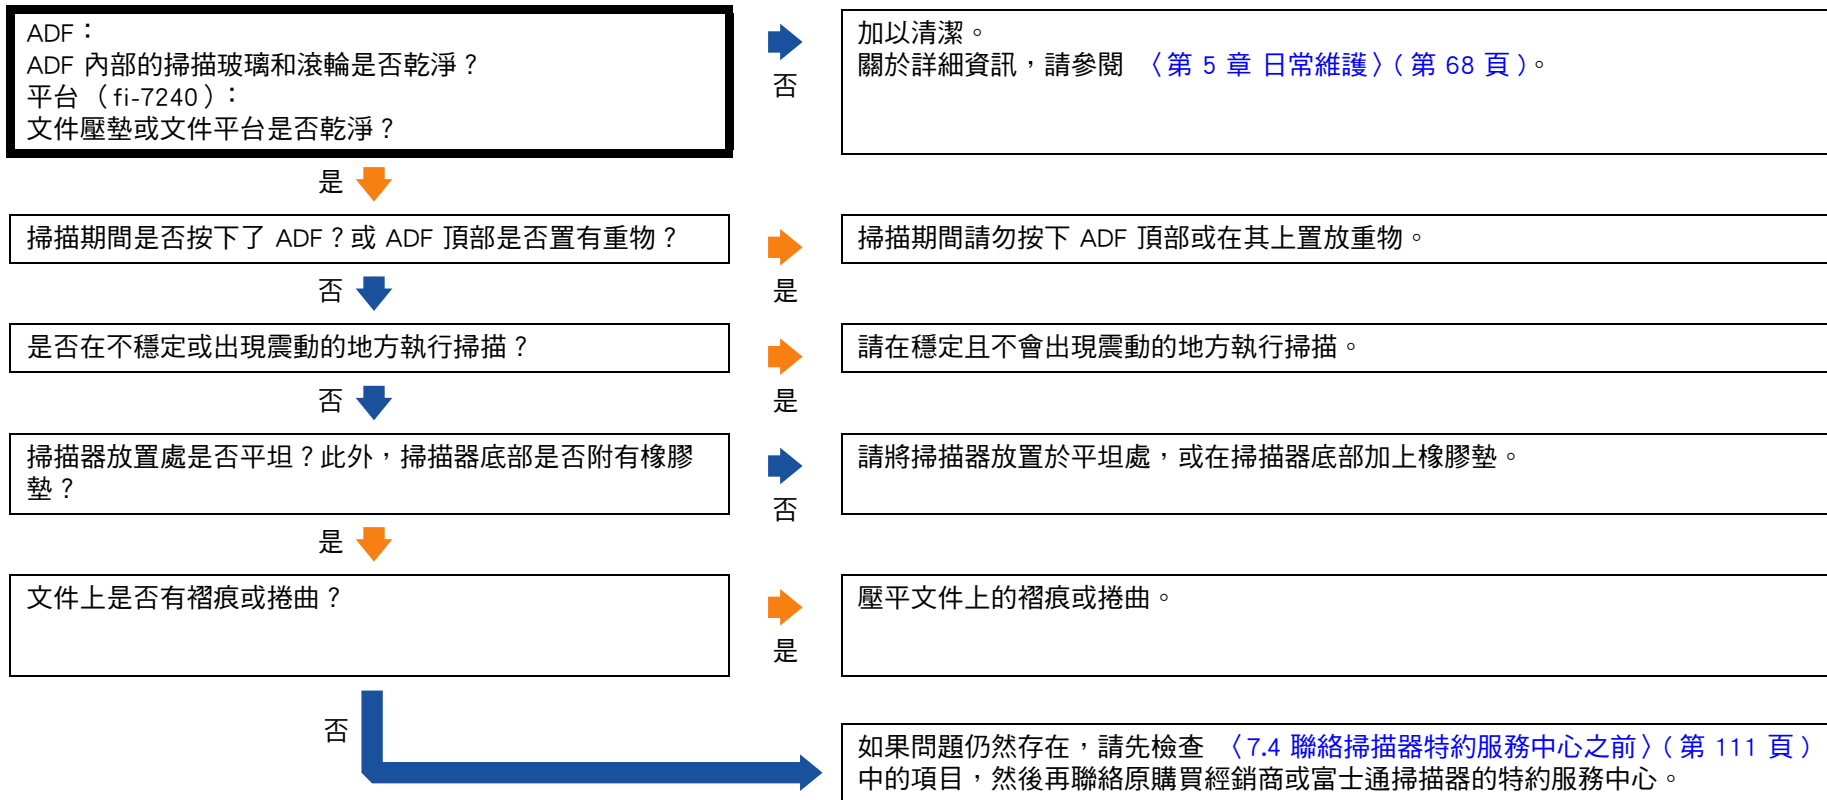 ADF：
ADF 內部的掃描玻璃和滾輪是否乾淨？
平台（fi-7240）：
文件壓墊或文件平台是否乾淨？
否
加以清潔。
關於詳細資訊，請參閱 〈第 5 章 日常維護〉（第 68 頁）。
是
掃描期間是否按下了 ADF？或 ADF 頂部是否置有重物？
是
掃描期間請勿按下 ADF 頂部或在其上置放重物。
否
是否在不穩定或出現震動的地方執行掃描？
是
請在穩定且不會出現震動的地方執行掃描。
否
掃描器放置處是否平坦？此外，掃描器底部是否附有橡膠
墊？
否
請將掃描器放置於平坦處，或在掃描器底部加上橡膠墊。
是
文件上是否有褶痕或捲曲？
是
壓平文件上的褶痕或捲曲。
否
如果問題仍然存在，請先檢查 〈7.4 聯絡掃描器特約服務中心之前〉（第 111 頁）
中的項目，然後再聯絡原購買經銷商或富士通掃描器的特約服務中心。